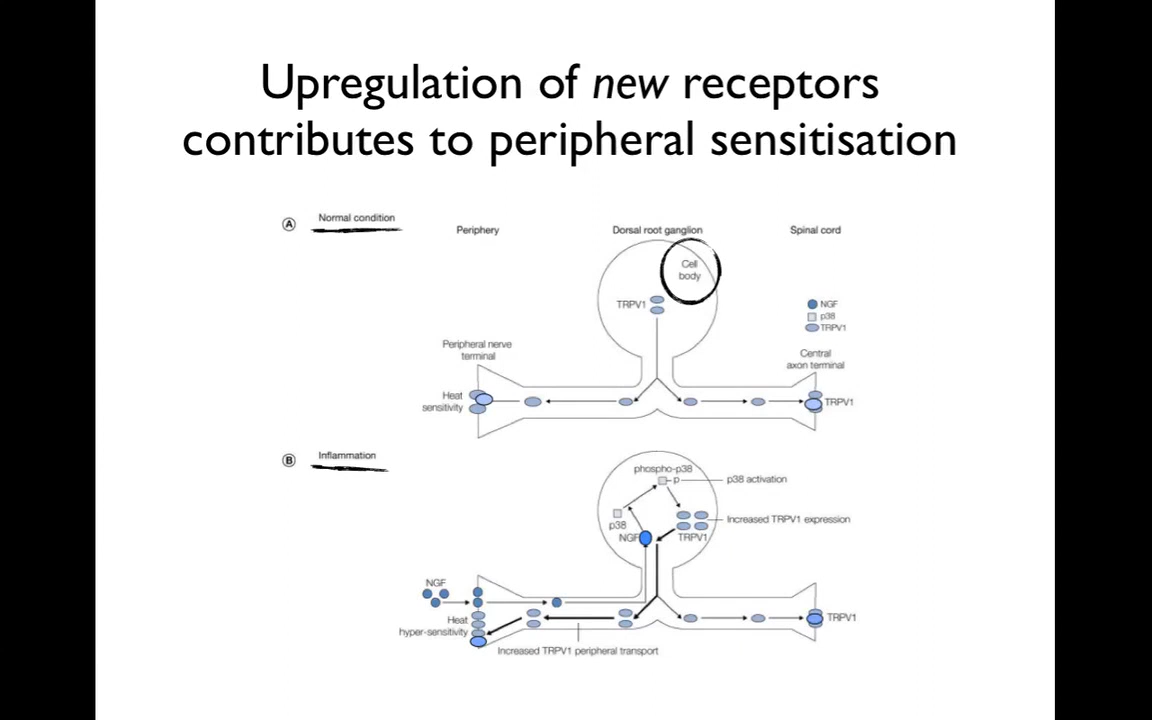 Upregulation of new receptors
contributes to peripheral sensitisation
A
Normal condition
Periphery
Dorsal root ganglion
Spinal cord
Cell
body
TRPV1
NGF
p38
TRPV1
Peripheral nerve
terminal
Central
axon terminal
Heat
sensitivity
TRPV1
B
Inflammation
phospho-p38
p
p38 activation
p38
Increased TRPV1 expression
NGF
TRPV1
NGF
Heat
hyper-sensitivity
TRPV1
Increased TRPV1 peripheral transport